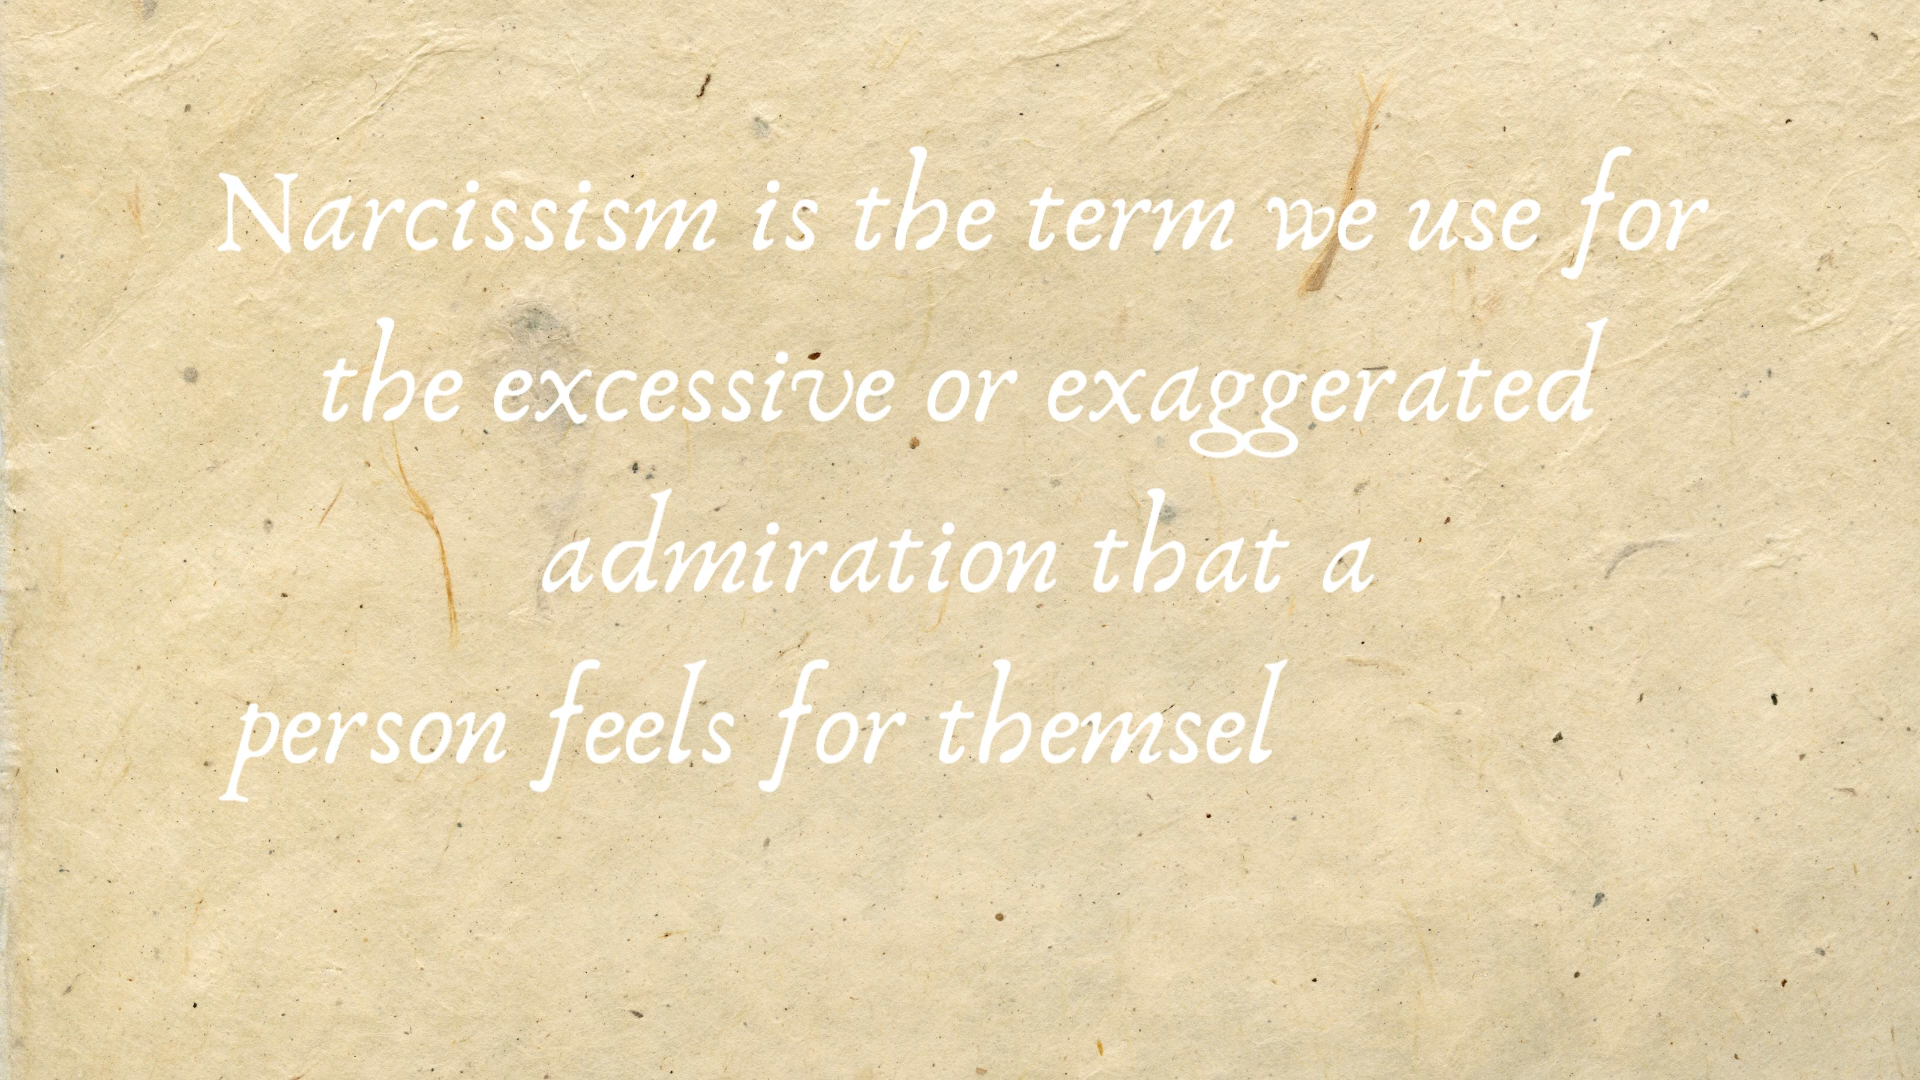 Narcissism is the term we use for
the excessive or exaggerated
admiration that a
person feels for themsel